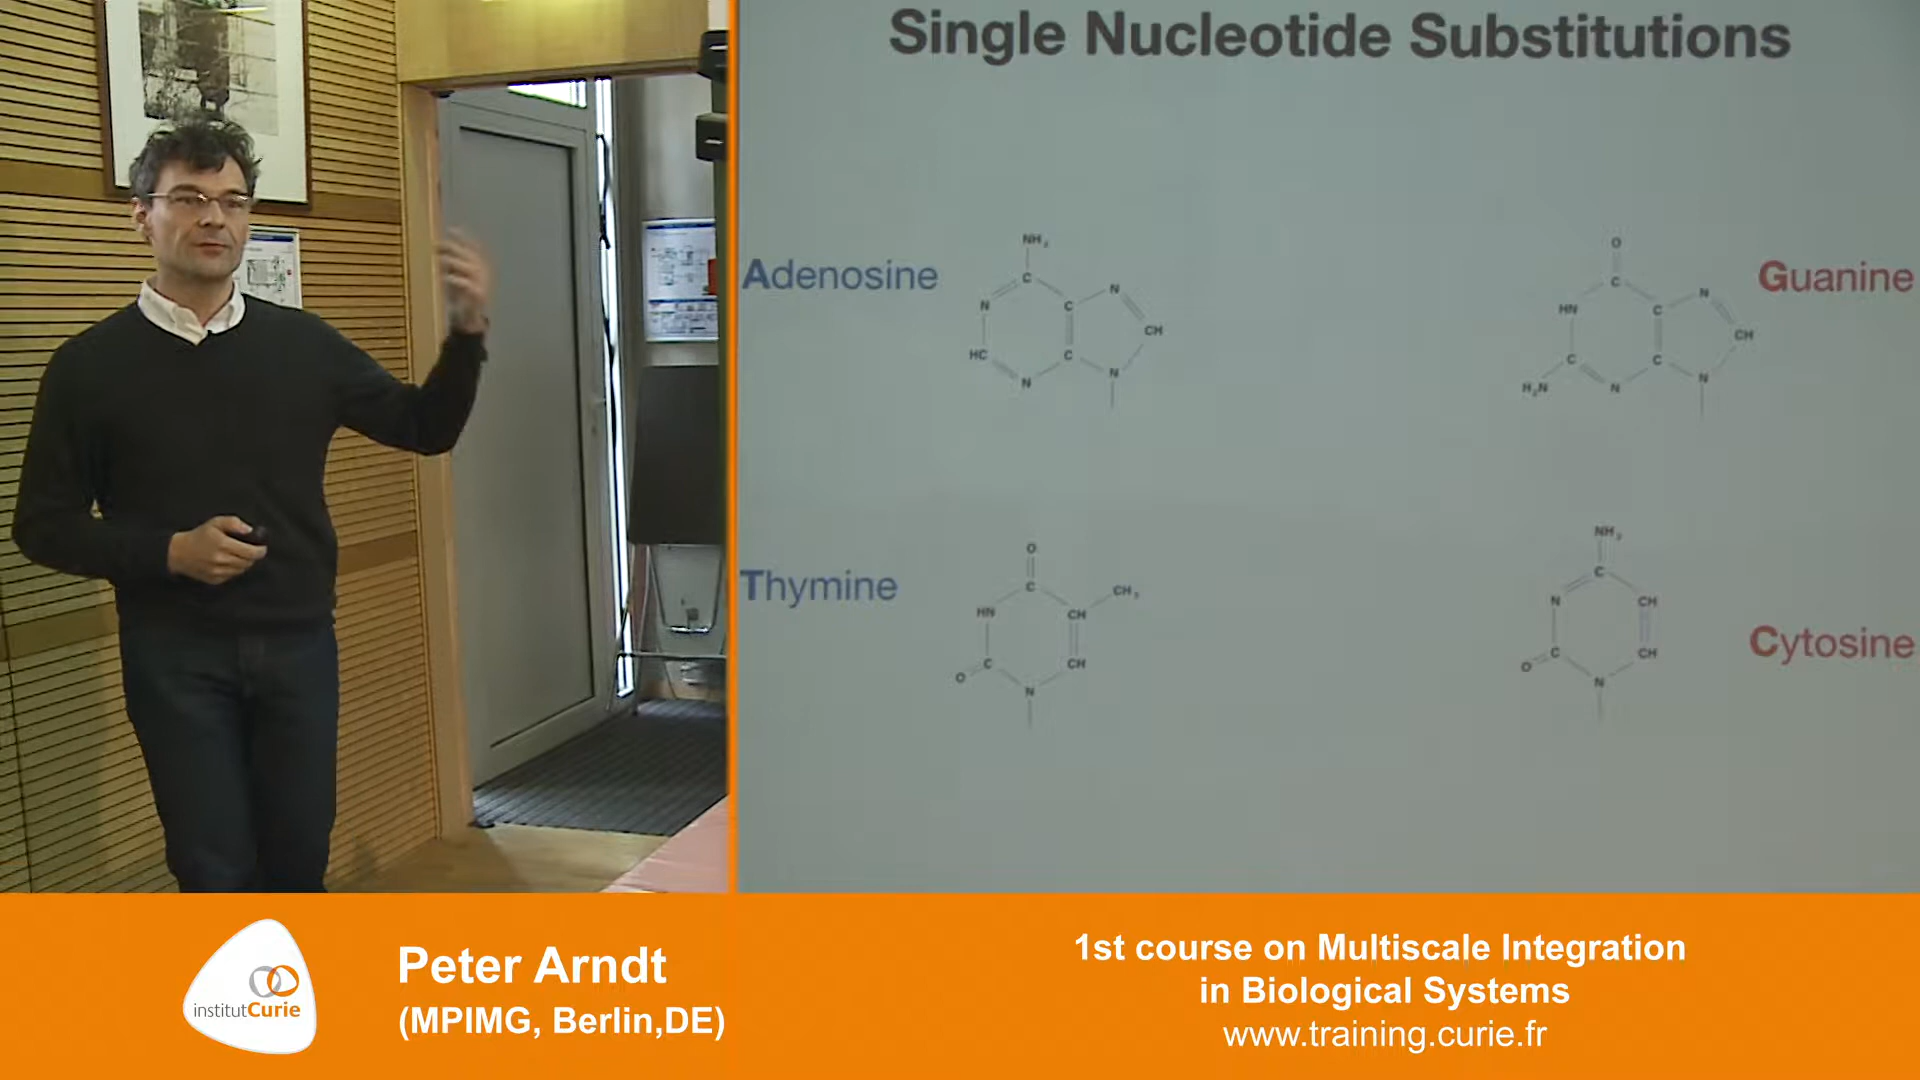 Single Nucleotide Substitutions
Adenosine
NH2
C
N
N
C
CH
HC
C
N
N
Guanine
O
C
N
HN
C
CH
C
C
N
H2N
N
Thymine
O
C
CH3
HN
CH
C
CH
O
N
Cytosine
NH2
C
N
CH
C
CH
O
N
institutCurie
Peter Arndt
(MPIMG, Berlin,DE)
1st course on Multiscale Integration
in Biological Systems
www.training.curie.fr